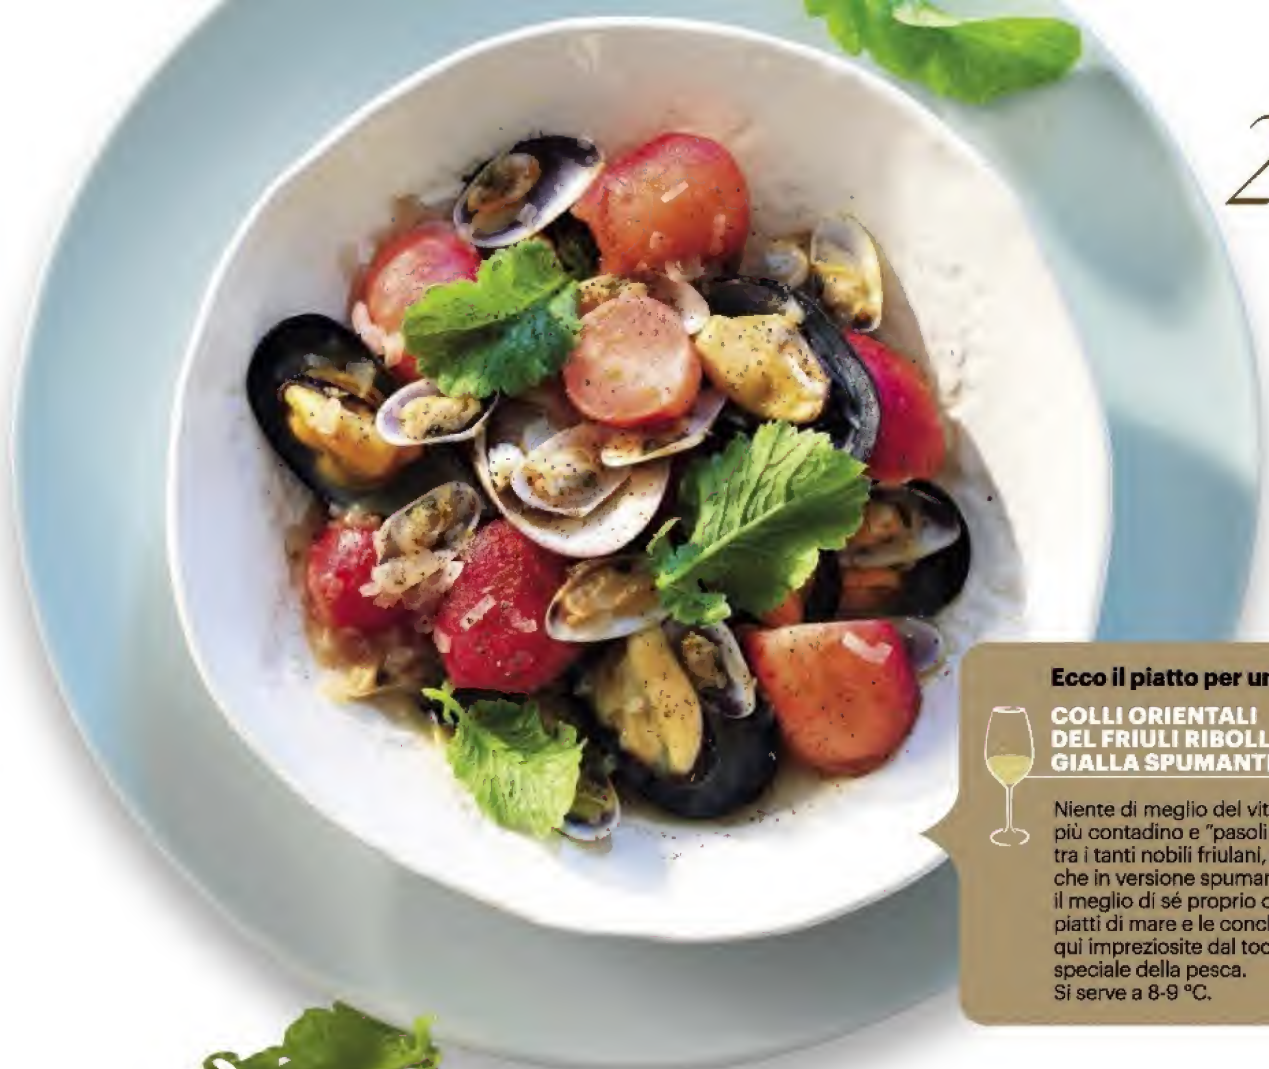 2
Ecco il piatto per un
COLLI ORIENTALI
DEL FRIULI RIBOLL
GIALLA SPUMANT
Niente di meglio del vit
più contadino e "pasoli
tra i tanti nobili friulani,
che in versione spumar
il meglio di sé proprio c
piatti di mare e le conc
qui impreziosite dal toc
speciale della pesca.
Si serve a 8-9 °C.